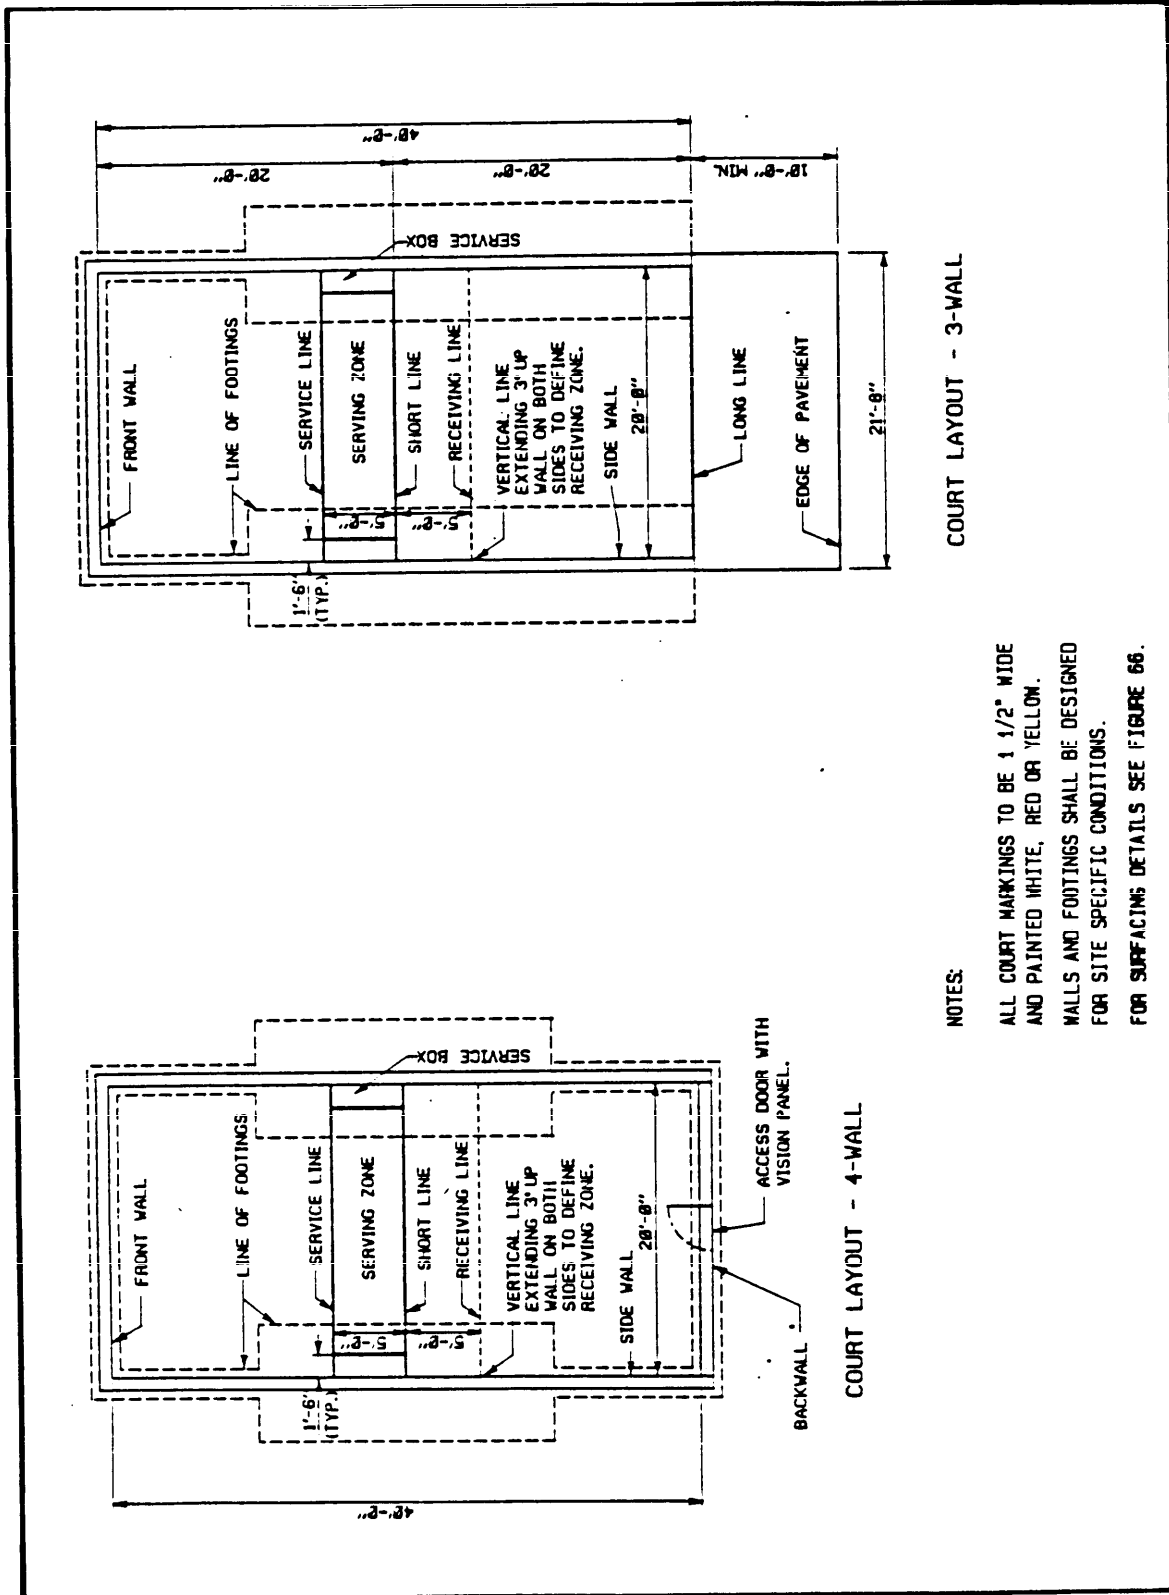 40'-0"
20'-0"
20'-0"
10'-0" MIN.
SERVICE BOX
FRONT WALL
LINE OF FOOTINGS
SERVICE LINE
SERVING ZONE
SHORT LINE
RECEIVING LINE
5'-0"
5'-0"
1'-6"
(TYP.)
VERTICAL LINE
EXTENDING 3' UP
WALL ON BOTH
SIDES TO DEFINE
RECEIVING ZONE.
SIDE WALL
20'-0"
LONG LINE
EDGE OF PAVEMENT
21'-8"
COURT LAYOUT - 3-WALL
40'-0"
SERVICE BOX
FRONT WALL
LINE OF FOOTINGS
SERVICE LINE
SERVING ZONE
SHORT LINE
RECEIVING LINE
5'-0"
5'-0"
1'-6"
(TYP.)
VERTICAL LINE
EXTENDING 3' UP
WALL ON BOTH
SIDES TO DEFINE
RECEIVING ZONE.
SIDE WALL
20'-0"
ACCESS DOOR WITH
VISION PANEL.
BACKWALL
COURT LAYOUT - 4-WALL
NOTES:
ALL COURT MARKINGS TO BE 1 1/2" WIDE
AND PAINTED WHITE, RED OR YELLOW.
WALLS AND FOOTINGS SHALL BE DESIGNED
FOR SITE SPECIFIC CONDITIONS.
FOR SURFACING DETAILS SEE FIGURE 66.